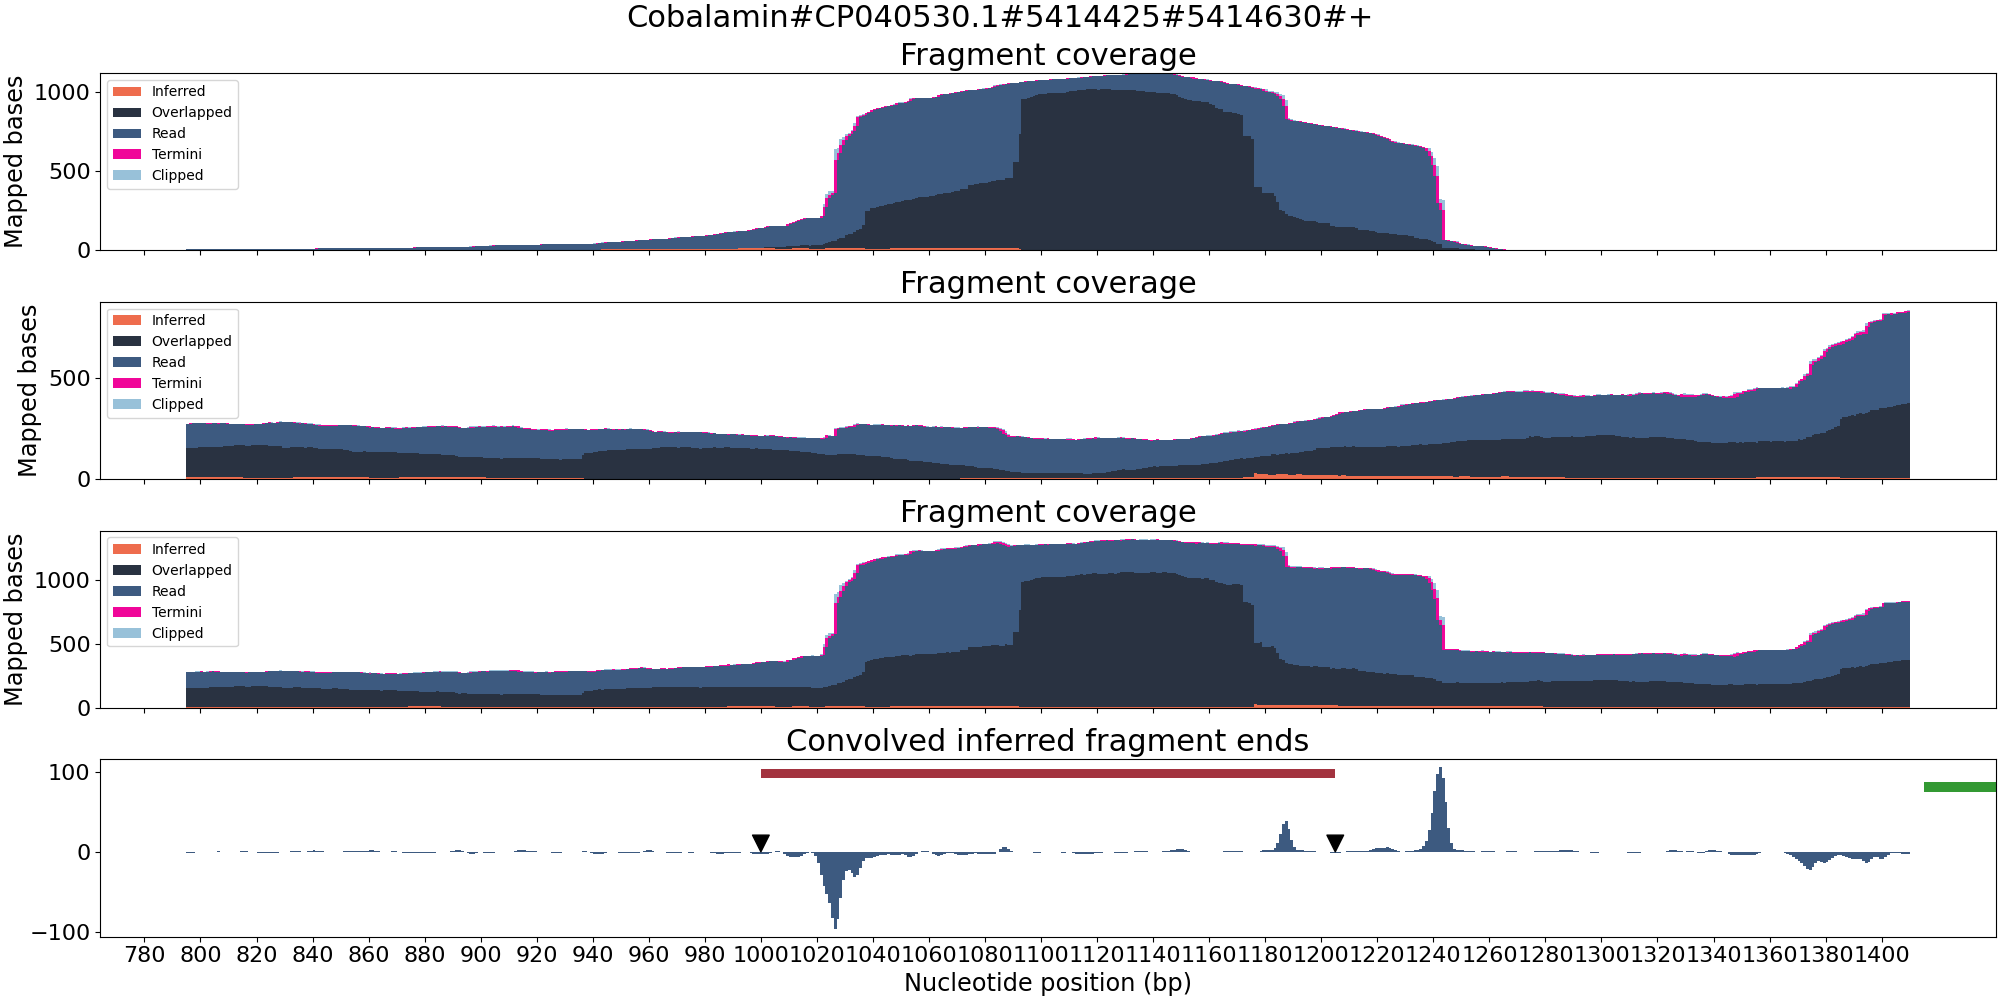 Cobalamin#CP040530.1#5414425#5414630#+
Fragment coverage
Mapped bases
1000
500
0
Inferred
Overlapped
Read
Termini
Clipped
Fragment coverage
Mapped bases
500
0
Inferred
Overlapped
Read
Termini
Clipped
Fragment coverage
Mapped bases
1000
500
0
Inferred
Overlapped
Read
Termini
Clipped
Convolved inferred fragment ends
100
0
−100
780 800 820 840 860 880 900 920 940 960 980 1000 1020 1040 1060 1080 1100 1120 1140 1160 1180 1200 1220 1240 1260 1280 1300 1320 1340 1360 1380 1400
Nucleotide position (bp)